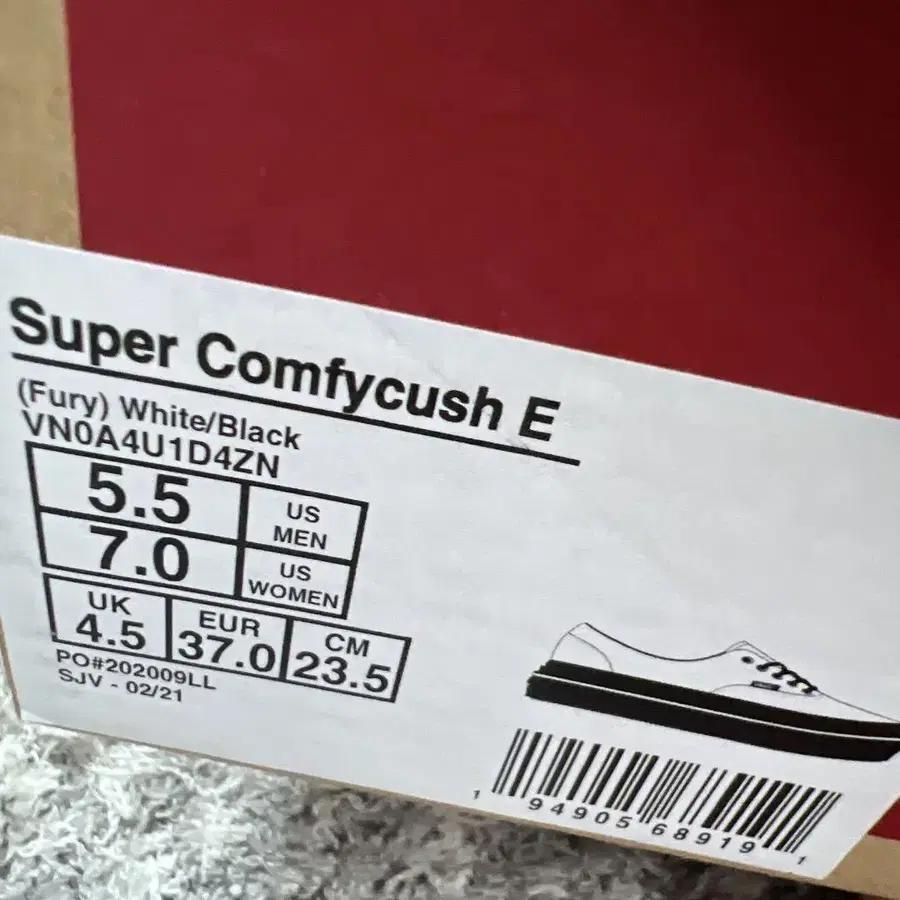 Super Comfycush E
(Fury) White/Black
VN0A4U1D4ZN
5.5 US MEN
7.0 US WOMEN
UK EUR CM
4.5 37.0 23.5
PO#202009LL
SJV - 02/21
1 94905 68919 1